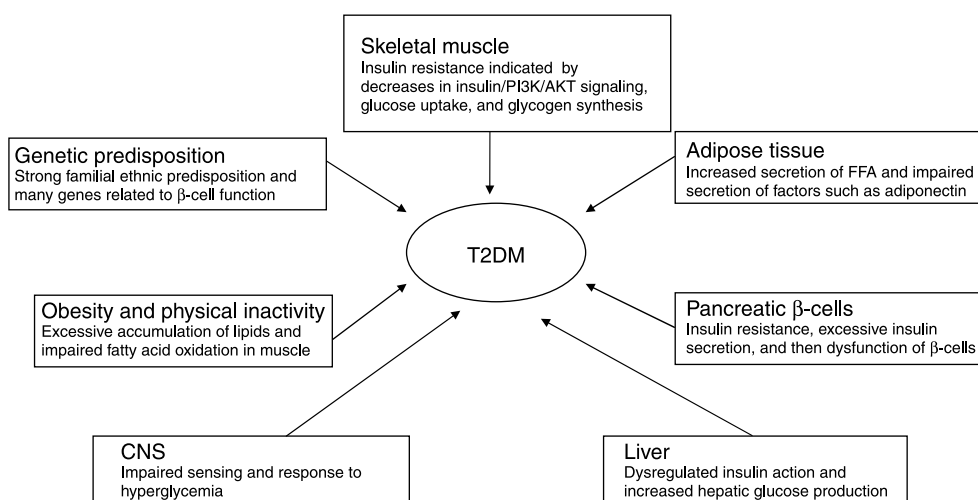 Skeletal muscle
Insulin resistance indicated by
decreases in insulin/PI3K/AKT signaling,
glucose uptake, and glycogen synthesis
Genetic predisposition
Strong familial ethnic predisposition and
many genes related to β-cell function
Adipose tissue
Increased secretion of FFA and impaired
secretion of factors such as adiponectin
T2DM
Obesity and physical inactivity
Excessive accumulation of lipids and
impaired fatty acid oxidation in muscle
Pancreatic β-cells
Insulin resistance, excessive insulin
secretion, and then dysfunction of β-cells
CNS
Impaired sensing and response to
hyperglycemia
Liver
Dysregulated insulin action and
increased hepatic glucose production